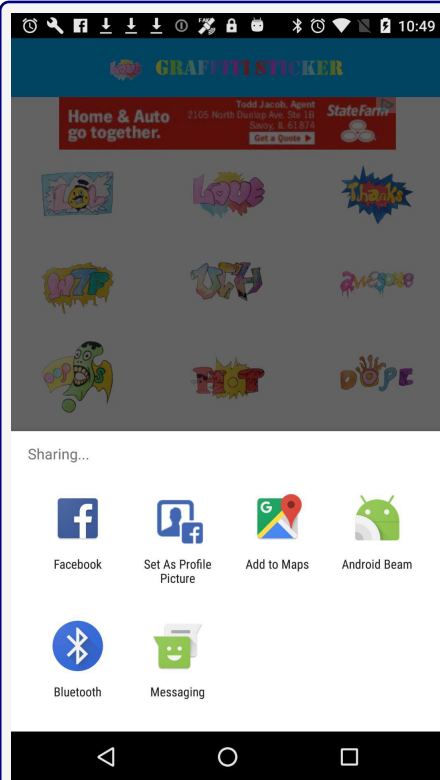 10:49
GRAFFITI STICKER
Home & Auto
go together.
Todd Jacob, Agent
2105 North Dunlap Ave, Ste 1B
Savoy, IL 61874
Get a Quote
State Farm
LOL
LOVE
Thanks
WTF
UGH
awesome
OOPS
HOT
DOPE
Sharing...
Facebook
Set As Profile
Picture
Add to Maps
Android Beam
Bluetooth
Messaging